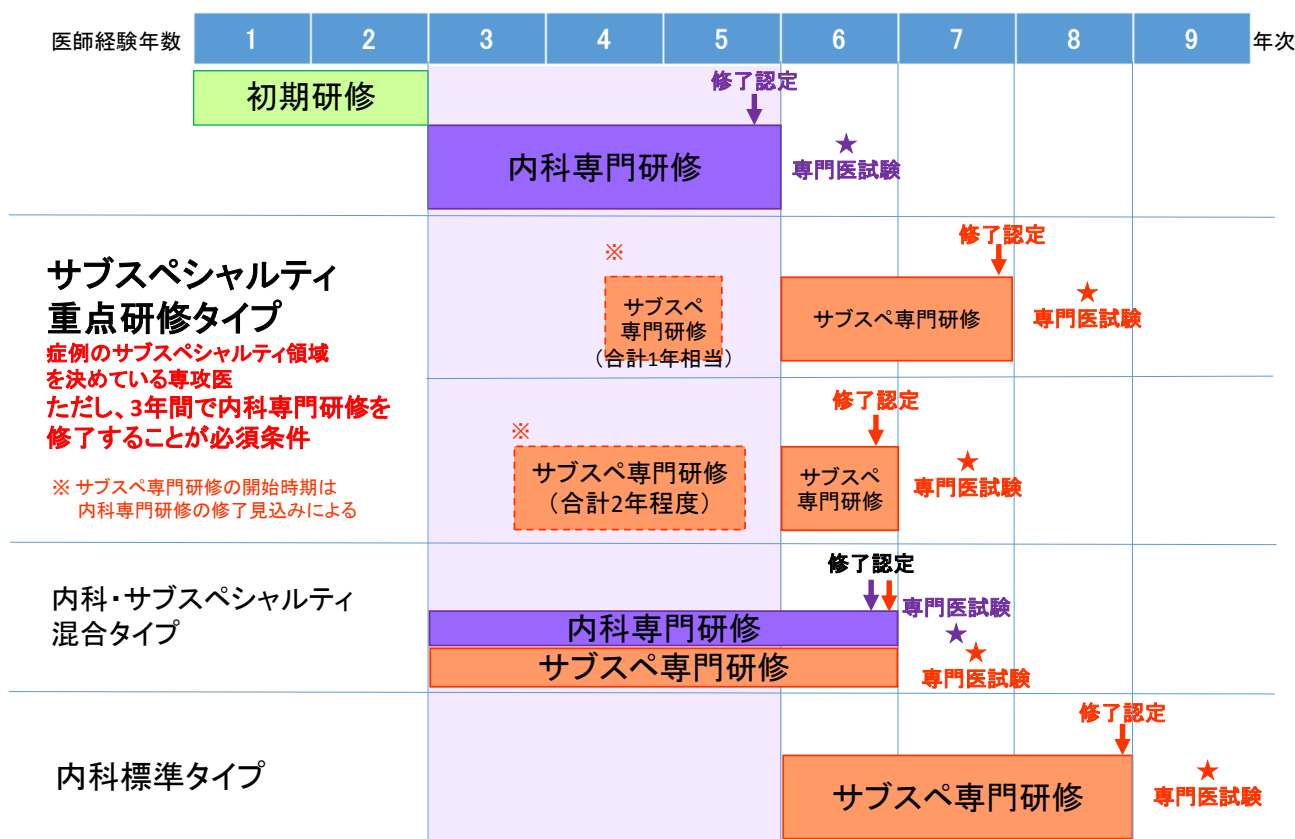 医師経験年数 1 2 3 4 5 6 7 8 9 年次
初期研修
修了認定
内科専門研修
★
専門医試験
サブスペシャルティ
重点研修タイプ
症例のサブスペシャルティ領域
を決めている専攻医
ただし、3年間で内科専門研修を
修了することが必須条件
※ サブスペ専門研修の開始時期は
内科専門研修の修了見込みによる
※
サブスペ
専門研修
（合計1年相当）
修了認定
サブスペ専門研修
★
専門医試験
※
サブスペ専門研修
（合計2年程度）
修了認定
サブスペ
専門研修
★
専門医試験
内科・サブスペシャルティ
混合タイプ
修了認定
内科専門研修
サブスペ専門研修
専門医試験
★
★
専門医試験
内科標準タイプ
修了認定
サブスペ専門研修
★
専門医試験